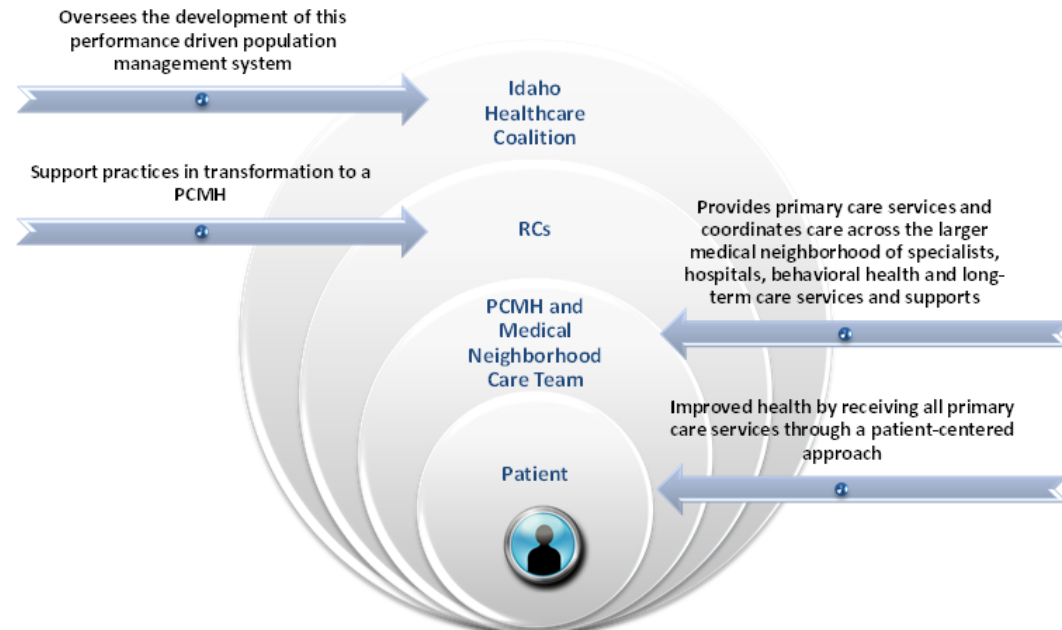 Oversees the development of this
performance driven population
management system
Idaho
Healthcare
Coalition
Support practices in transformation to a
PCMH
RCs
Provides primary care services and
coordinates care across the larger
medical neighborhood of specialists,
hospitals, behavioral health and long-
term care services and supports
PCMH and
Medical
Neighborhood
Care Team
Improved health by receiving all primary
care services through a patient-centered
approach
Patient